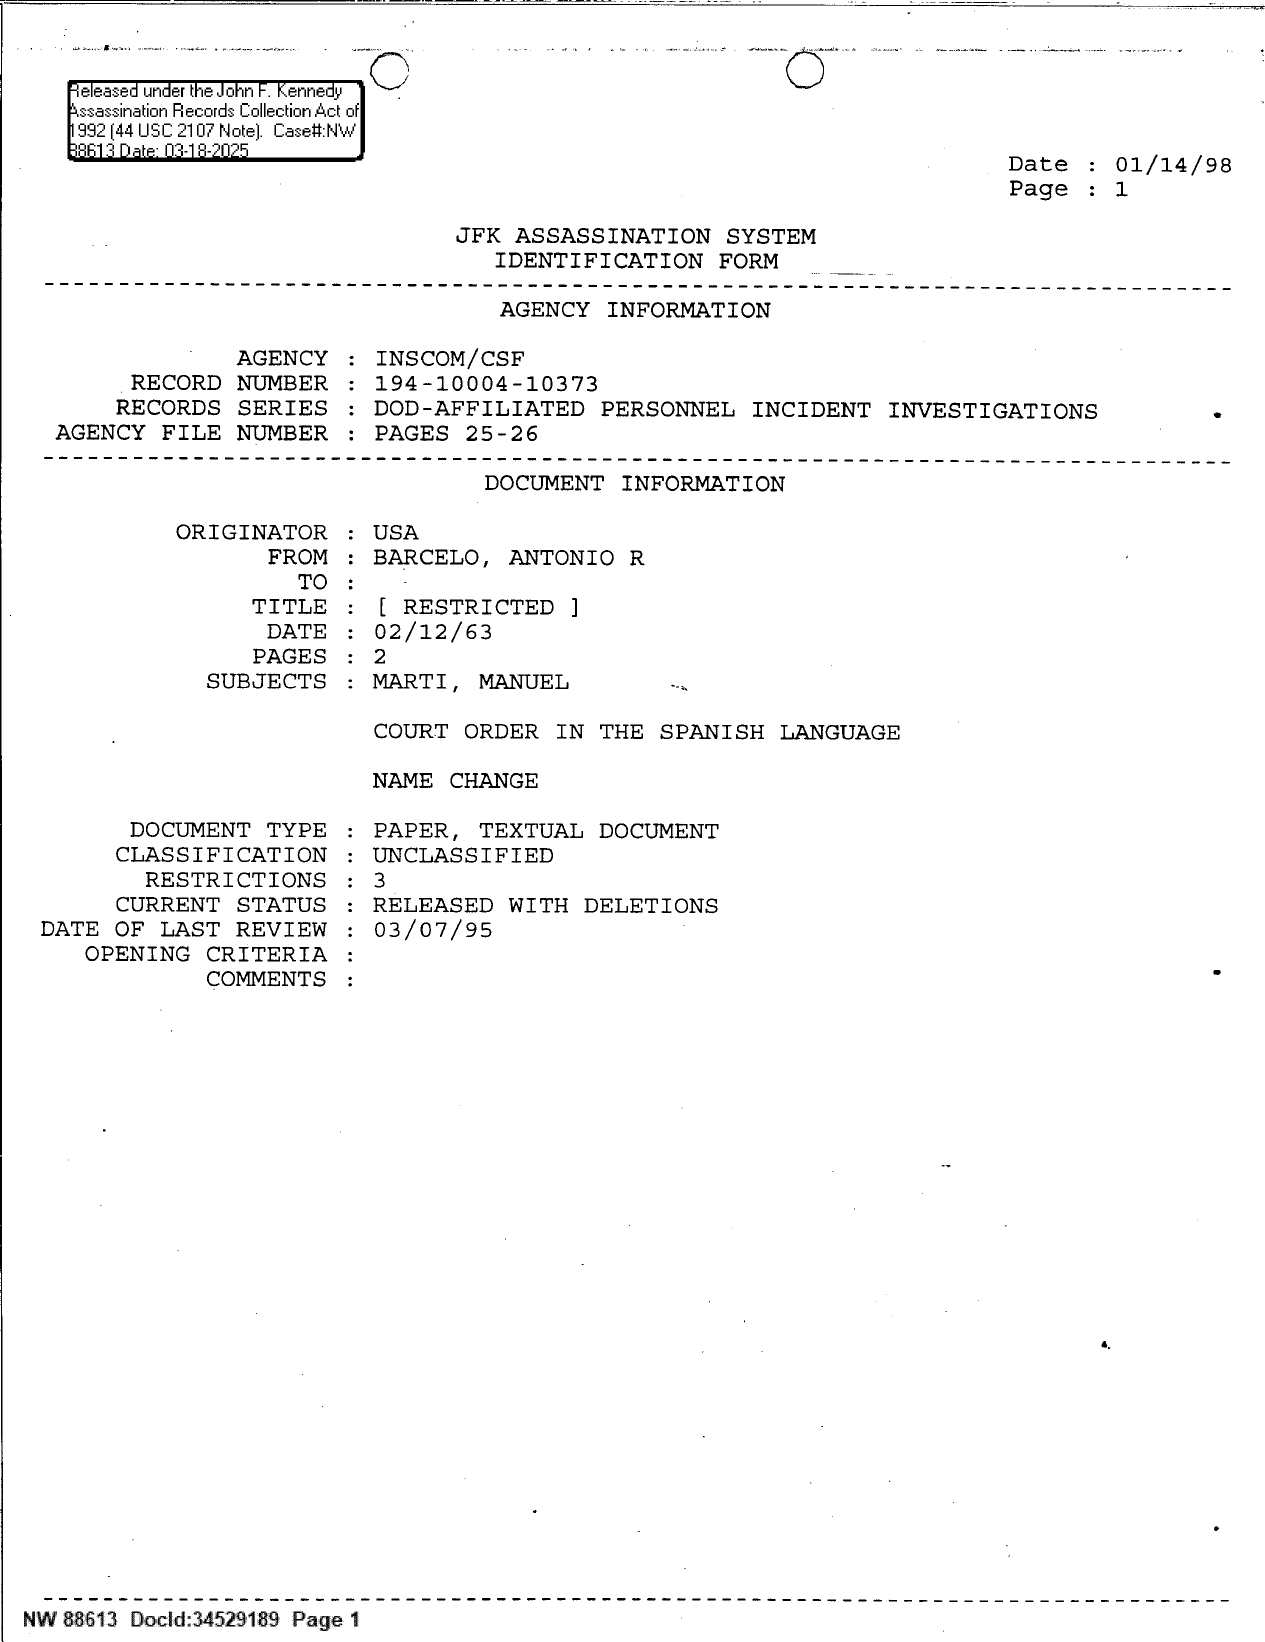 Released under the John F. Kennedy
Assassination Records Collection Act of
1992 (44 USC 2107 Note). Case#:NW
88613 Date: 03-18-2025
Date : 01/14/98
Page : 1
JFK ASSASSINATION SYSTEM
IDENTIFICATION FORM
AGENCY INFORMATION
AGENCY : INSCOM/CSF
RECORD NUMBER : 194-10004-10373
RECORDS SERIES : DOD-AFFILIATED PERSONNEL INCIDENT INVESTIGATIONS
AGENCY FILE NUMBER : PAGES 25-26
DOCUMENT INFORMATION
ORIGINATOR : USA
FROM : BARCELO, ANTONIO R
TO :
TITLE : [ RESTRICTED ]
DATE : 02/12/63
PAGES : 2
SUBJECTS : MARTI, MANUEL
COURT ORDER IN THE SPANISH LANGUAGE
NAME CHANGE
DOCUMENT TYPE : PAPER, TEXTUAL DOCUMENT
CLASSIFICATION : UNCLASSIFIED
RESTRICTIONS : 3
CURRENT STATUS : RELEASED WITH DELETIONS
DATE OF LAST REVIEW : 03/07/95
OPENING CRITERIA :
COMMENTS :
NW 88613 DocId:34529189 Page 1